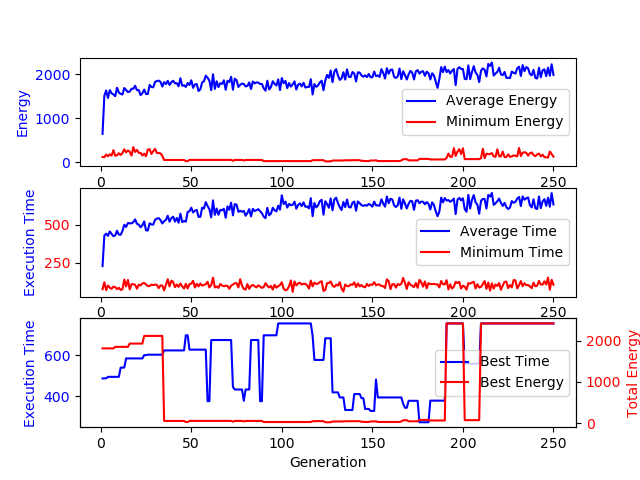 Energy
2000
1000
0
Average Energy
Minimum Energy
0 50 100 150 200 250
Execution Time
500
250
Average Time
Minimum Time
0 50 100 150 200 250
Execution Time
600
400
Best Time
Best Energy
2000
1000
0
Total Energy
0 50 100 150 200 250
Generation